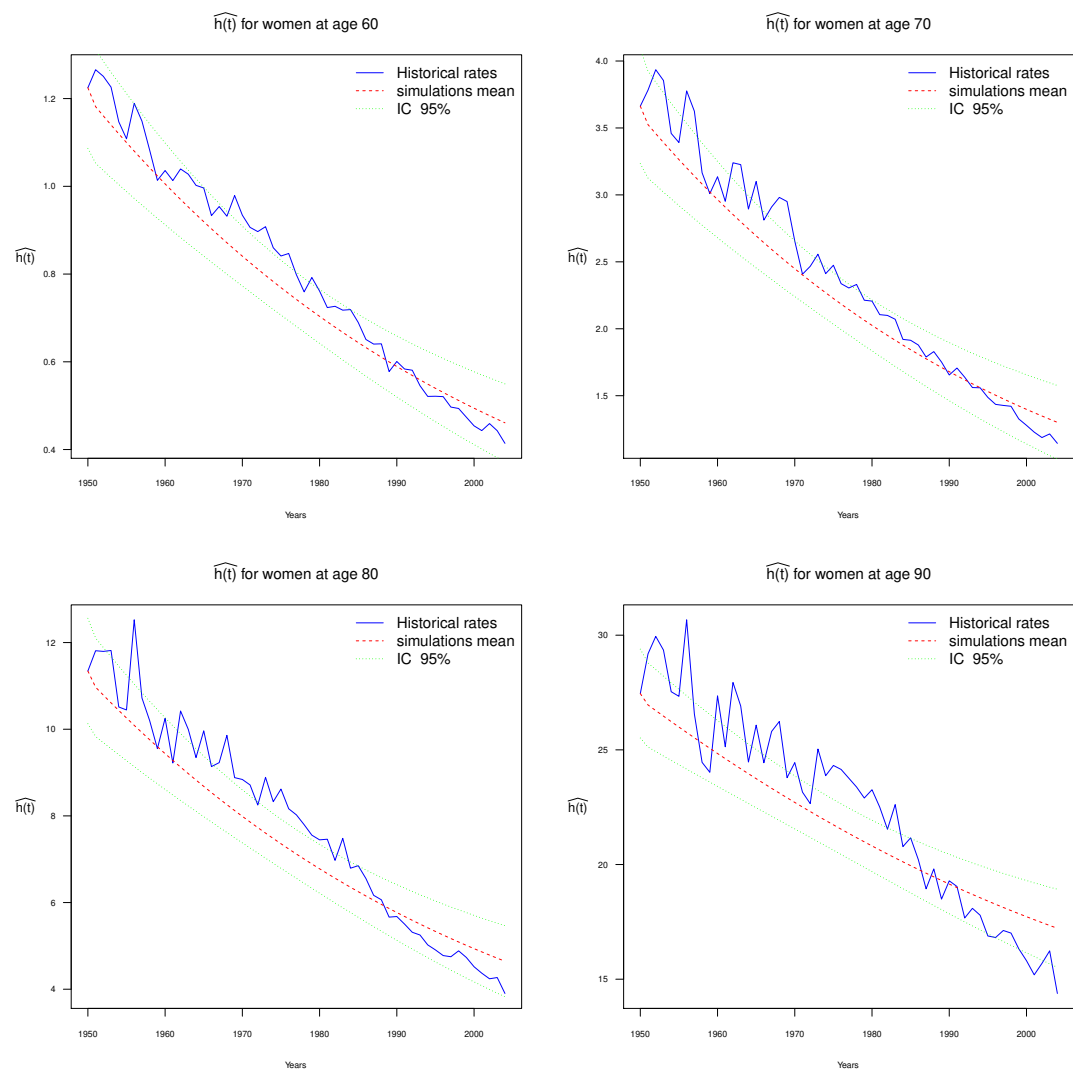 h(t) for women at age 60
Historical rates
simulations mean
IC 95%
1.2
1.0
0.8
0.6
0.4
h(t)
1950 1960 1970 1980 1990 2000
Years
h(t) for women at age 70
Historical rates
simulations mean
IC 95%
4.0
3.5
3.0
2.5
2.0
1.5
h(t)
1950 1960 1970 1980 1990 2000
Years
h(t) for women at age 80
Historical rates
simulations mean
IC 95%
12
10
8
6
4
h(t)
1950 1960 1970 1980 1990 2000
Years
h(t) for women at age 90
Historical rates
simulations mean
IC 95%
30
25
20
15
h(t)
1950 1960 1970 1980 1990 2000
Years